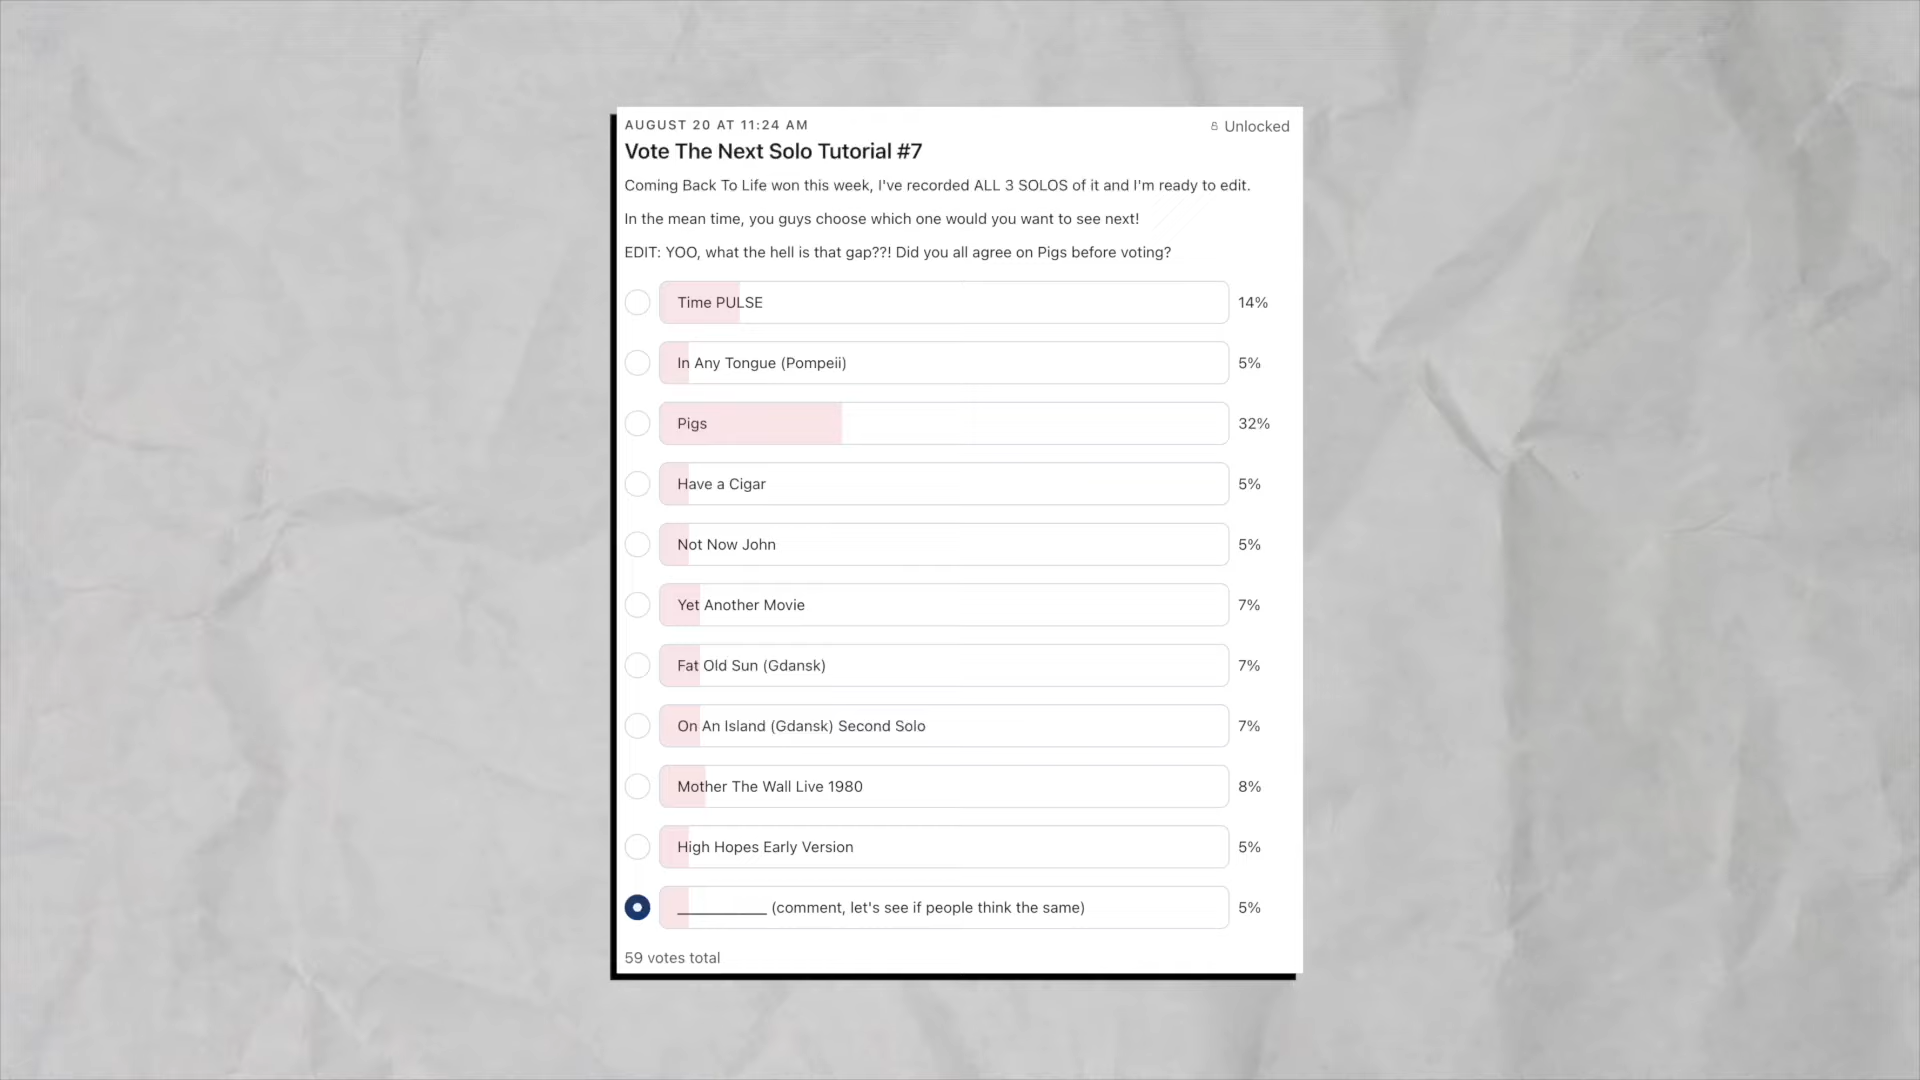 AUGUST 20 AT 11:24 AM
Unlocked
Vote The Next Solo Tutorial #7
Coming Back To Life won this week, I've recorded ALL 3 SOLOS of it and I'm ready to edit.
In the mean time, you guys choose which one would you want to see next!
EDIT: YOO, what the hell is that gap??! Did you all agree on Pigs before voting?
Time PULSE 14%
In Any Tongue (Pompeii) 5%
Pigs 32%
Have a Cigar 5%
Not Now John 5%
Yet Another Movie 7%
Fat Old Sun (Gdansk) 7%
On An Island (Gdansk) Second Solo 7%
Mother The Wall Live 1980 8%
High Hopes Early Version 5%
___________ (comment, let's see if people think the same) 5%
59 votes total